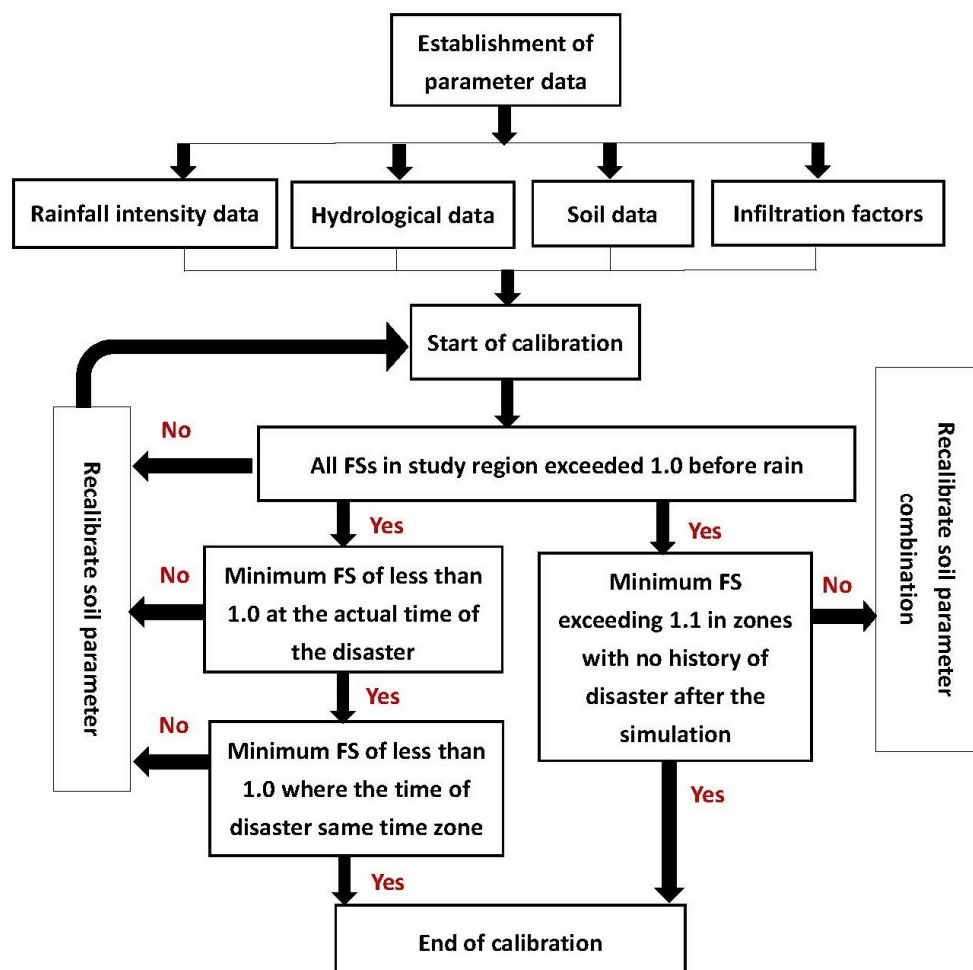 Establishment of
parameter data
Rainfall intensity data
Hydrological data
Soil data
Infiltration factors
Start of calibration
No
All FSs in study region exceeded 1.0 before rain
Recalibrate soil parameter
Recalibrate soil parameter
combination
Yes
Yes
No
Minimum FS of less than
1.0 at the actual time of
the disaster
Minimum FS
exceeding 1.1 in zones
with no history of
disaster after the
simulation
No
Yes
No
Minimum FS of less than
1.0 where the time of
disaster same time zone
Yes
Yes
End of calibration